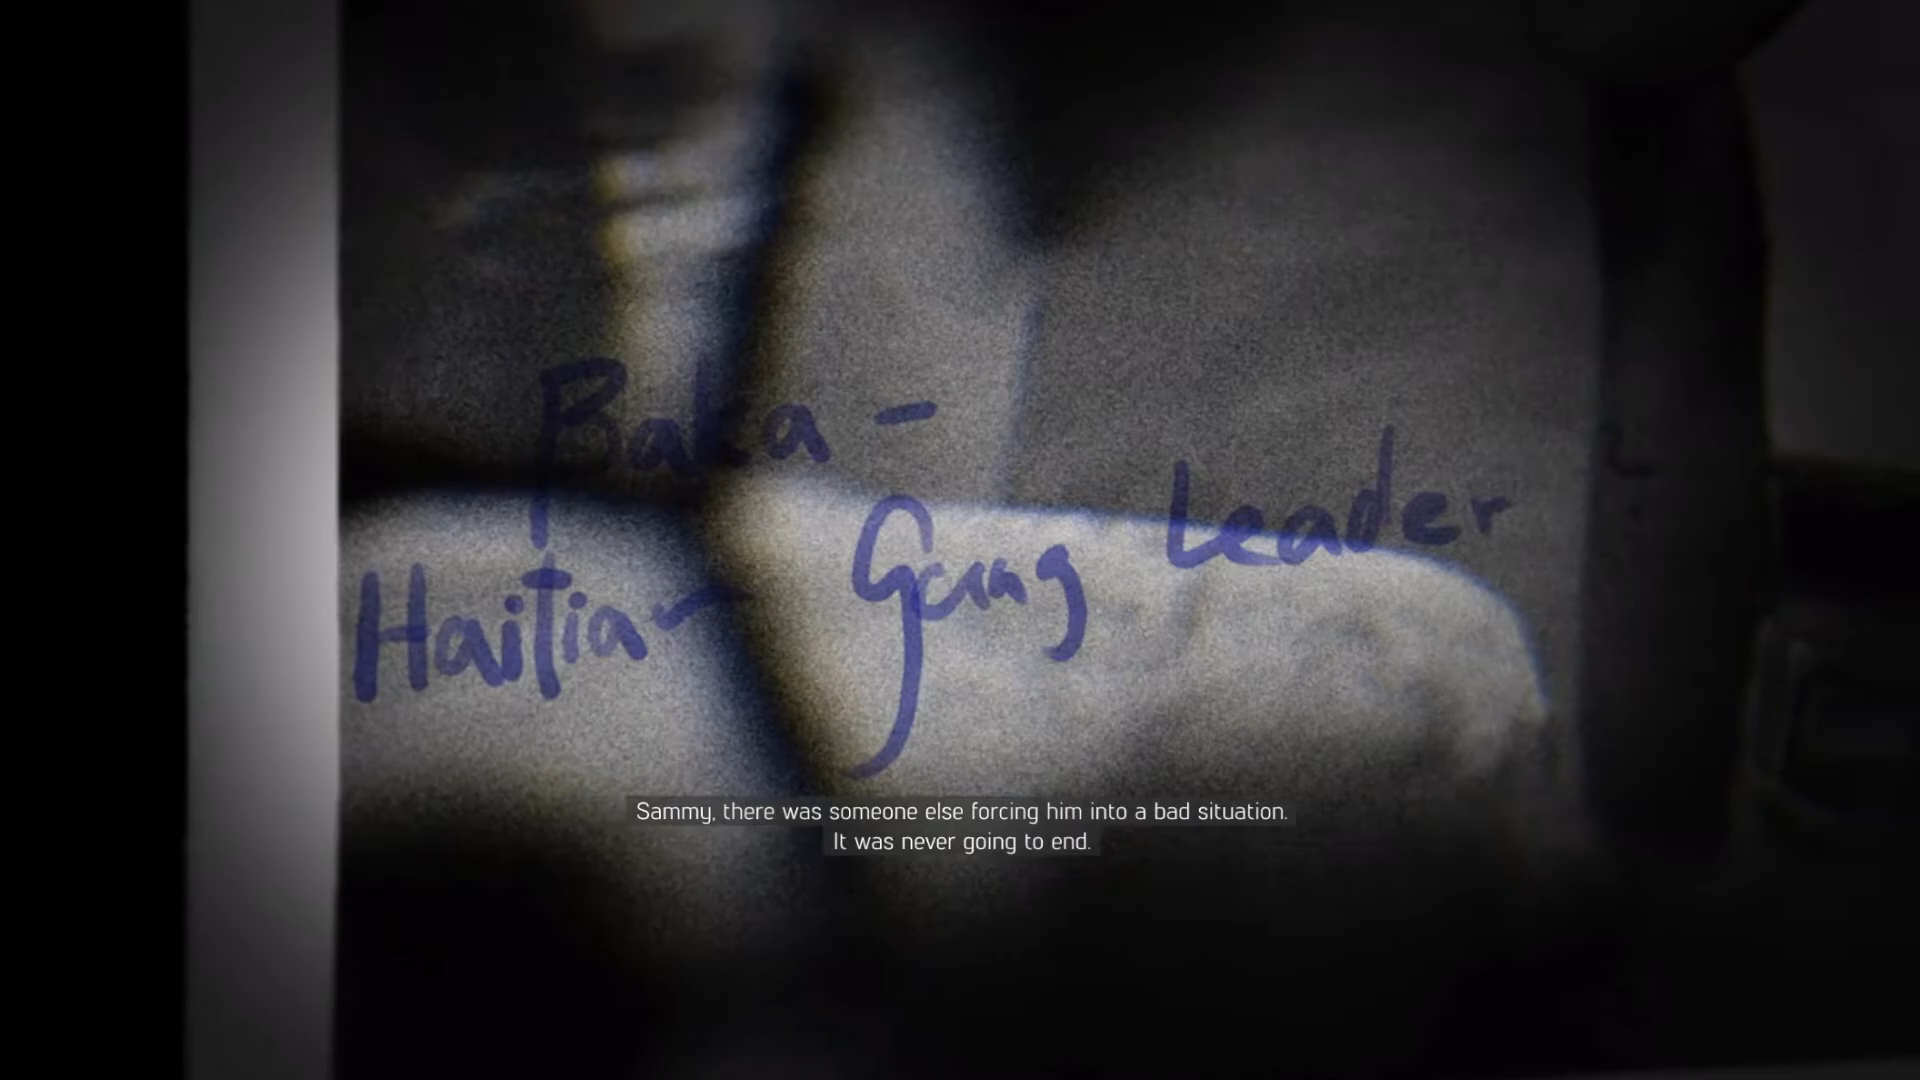 Baka -
Haitian Gang Leader
Sammy, there was someone else forcing him into a bad situation.
It was never going to end.